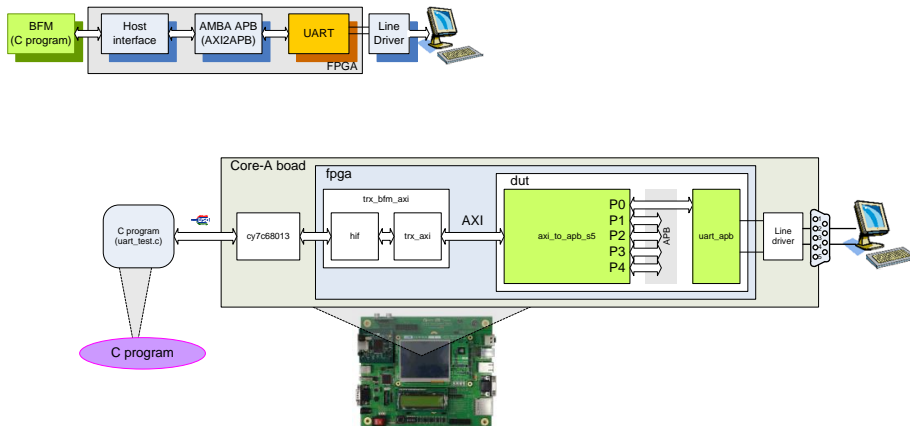 BFM
(C program)
Host
interface
AMBA APB
(AXI2APB)
UART
Line
Driver
FPGA
Core-A boad
fpga
dut
trx_bfm_axi
C program
(uart_test.c)
cy7c68013
hif
trx_axi
AXI
axi_to_apb_s5
P0
P1
P2
P3
P4
APB
uart_apb
Line
driver
C program